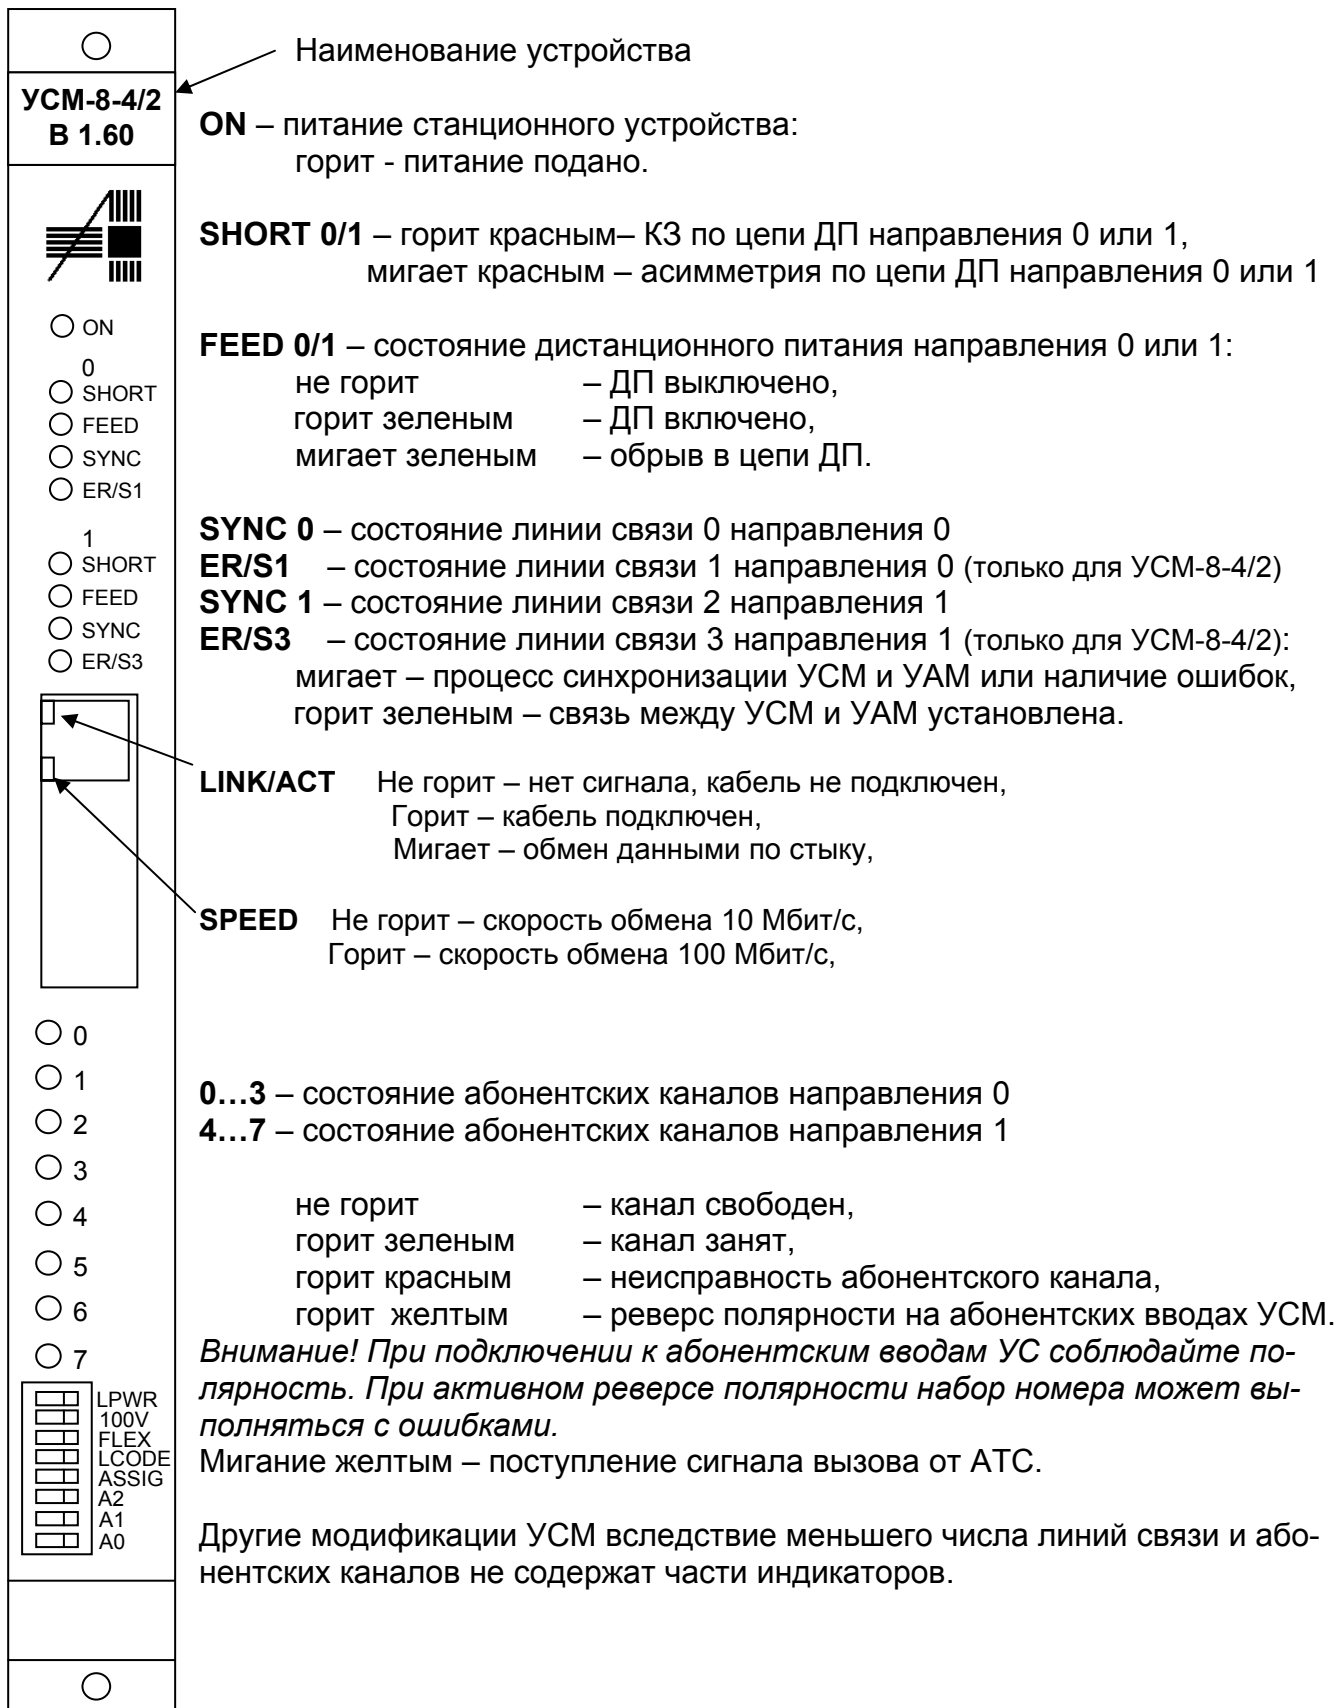 Наименование устройства
УСМ-8-4/2
В 1.60
ON – питание станционного устройства:
горит - питание подано.
SHORT 0/1 – горит красным– КЗ по цепи ДП направления 0 или 1,
мигает красным – асимметрия по цепи ДП направления 0 или 1
FEED 0/1 – состояние дистанционного питания направления 0 или 1:
не горит – ДП выключено,
горит зеленым – ДП включено,
мигает зеленым – обрыв в цепи ДП.
SYNC 0 – состояние линии связи 0 направления 0
ER/S1 – состояние линии связи 1 направления 0 (только для УСМ-8-4/2)
SYNC 1 – состояние линии связи 2 направления 1
ER/S3 – состояние линии связи 3 направления 1 (только для УСМ-8-4/2):
мигает – процесс синхронизации УСМ и УАМ или наличие ошибок,
горит зеленым – связь между УСМ и УАМ установлена.
LINK/ACT Не горит – нет сигнала, кабель не подключен,
Горит – кабель подключен,
Мигает – обмен данными по стыку,
SPEED Не горит – скорость обмена 10 Мбит/с,
Горит – скорость обмена 100 Мбит/с,
0…3 – состояние абонентских каналов направления 0
4…7 – состояние абонентских каналов направления 1
не горит – канал свободен,
горит зеленым – канал занят,
горит красным – неисправность абонентского канала,
горит желтым – реверс полярности на абонентских вводах УСМ.
Внимание! При подключении к абонентским вводам УС соблюдайте по-
лярность. При активном реверсе полярности набор номера может вы-
полняться с ошибками.
Мигание желтым – поступление сигнала вызова от АТС.
Другие модификации УСМ вследствие меньшего числа линий связи и або-
нентских каналов не содержат части индикаторов.
ON
0
SHORT
FEED
SYNC
ER/S1
1
SHORT
FEED
SYNC
ER/S3
0
1
2
3
4
5
6
7
LPWR
100V
FLEX
LCODE
ASSIG
A2
A1
A0